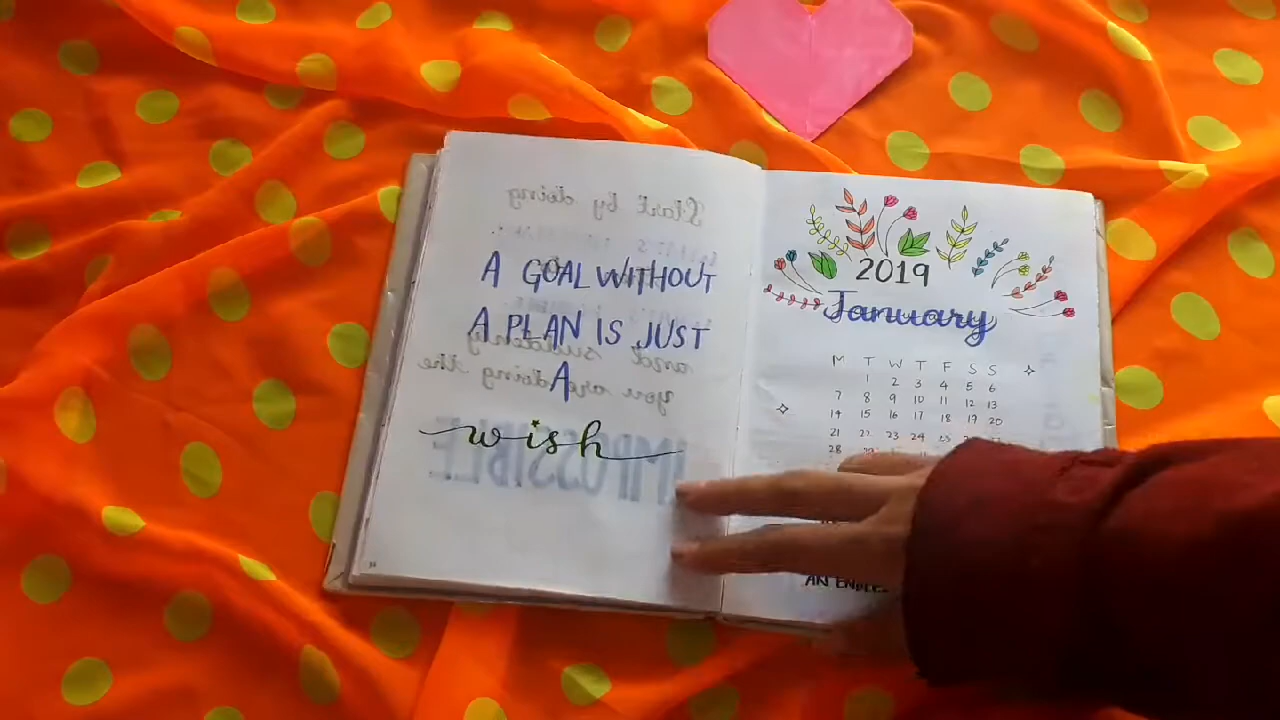 A GOAL WITHOUT
A PLAN IS JUST
A
wish
2019
January
M T W T F S S
1 2 3 4 5 6
7 8 9 10 11 12 13
14 15 16 17 18 19 20
21 22 23 24 25
28
AN